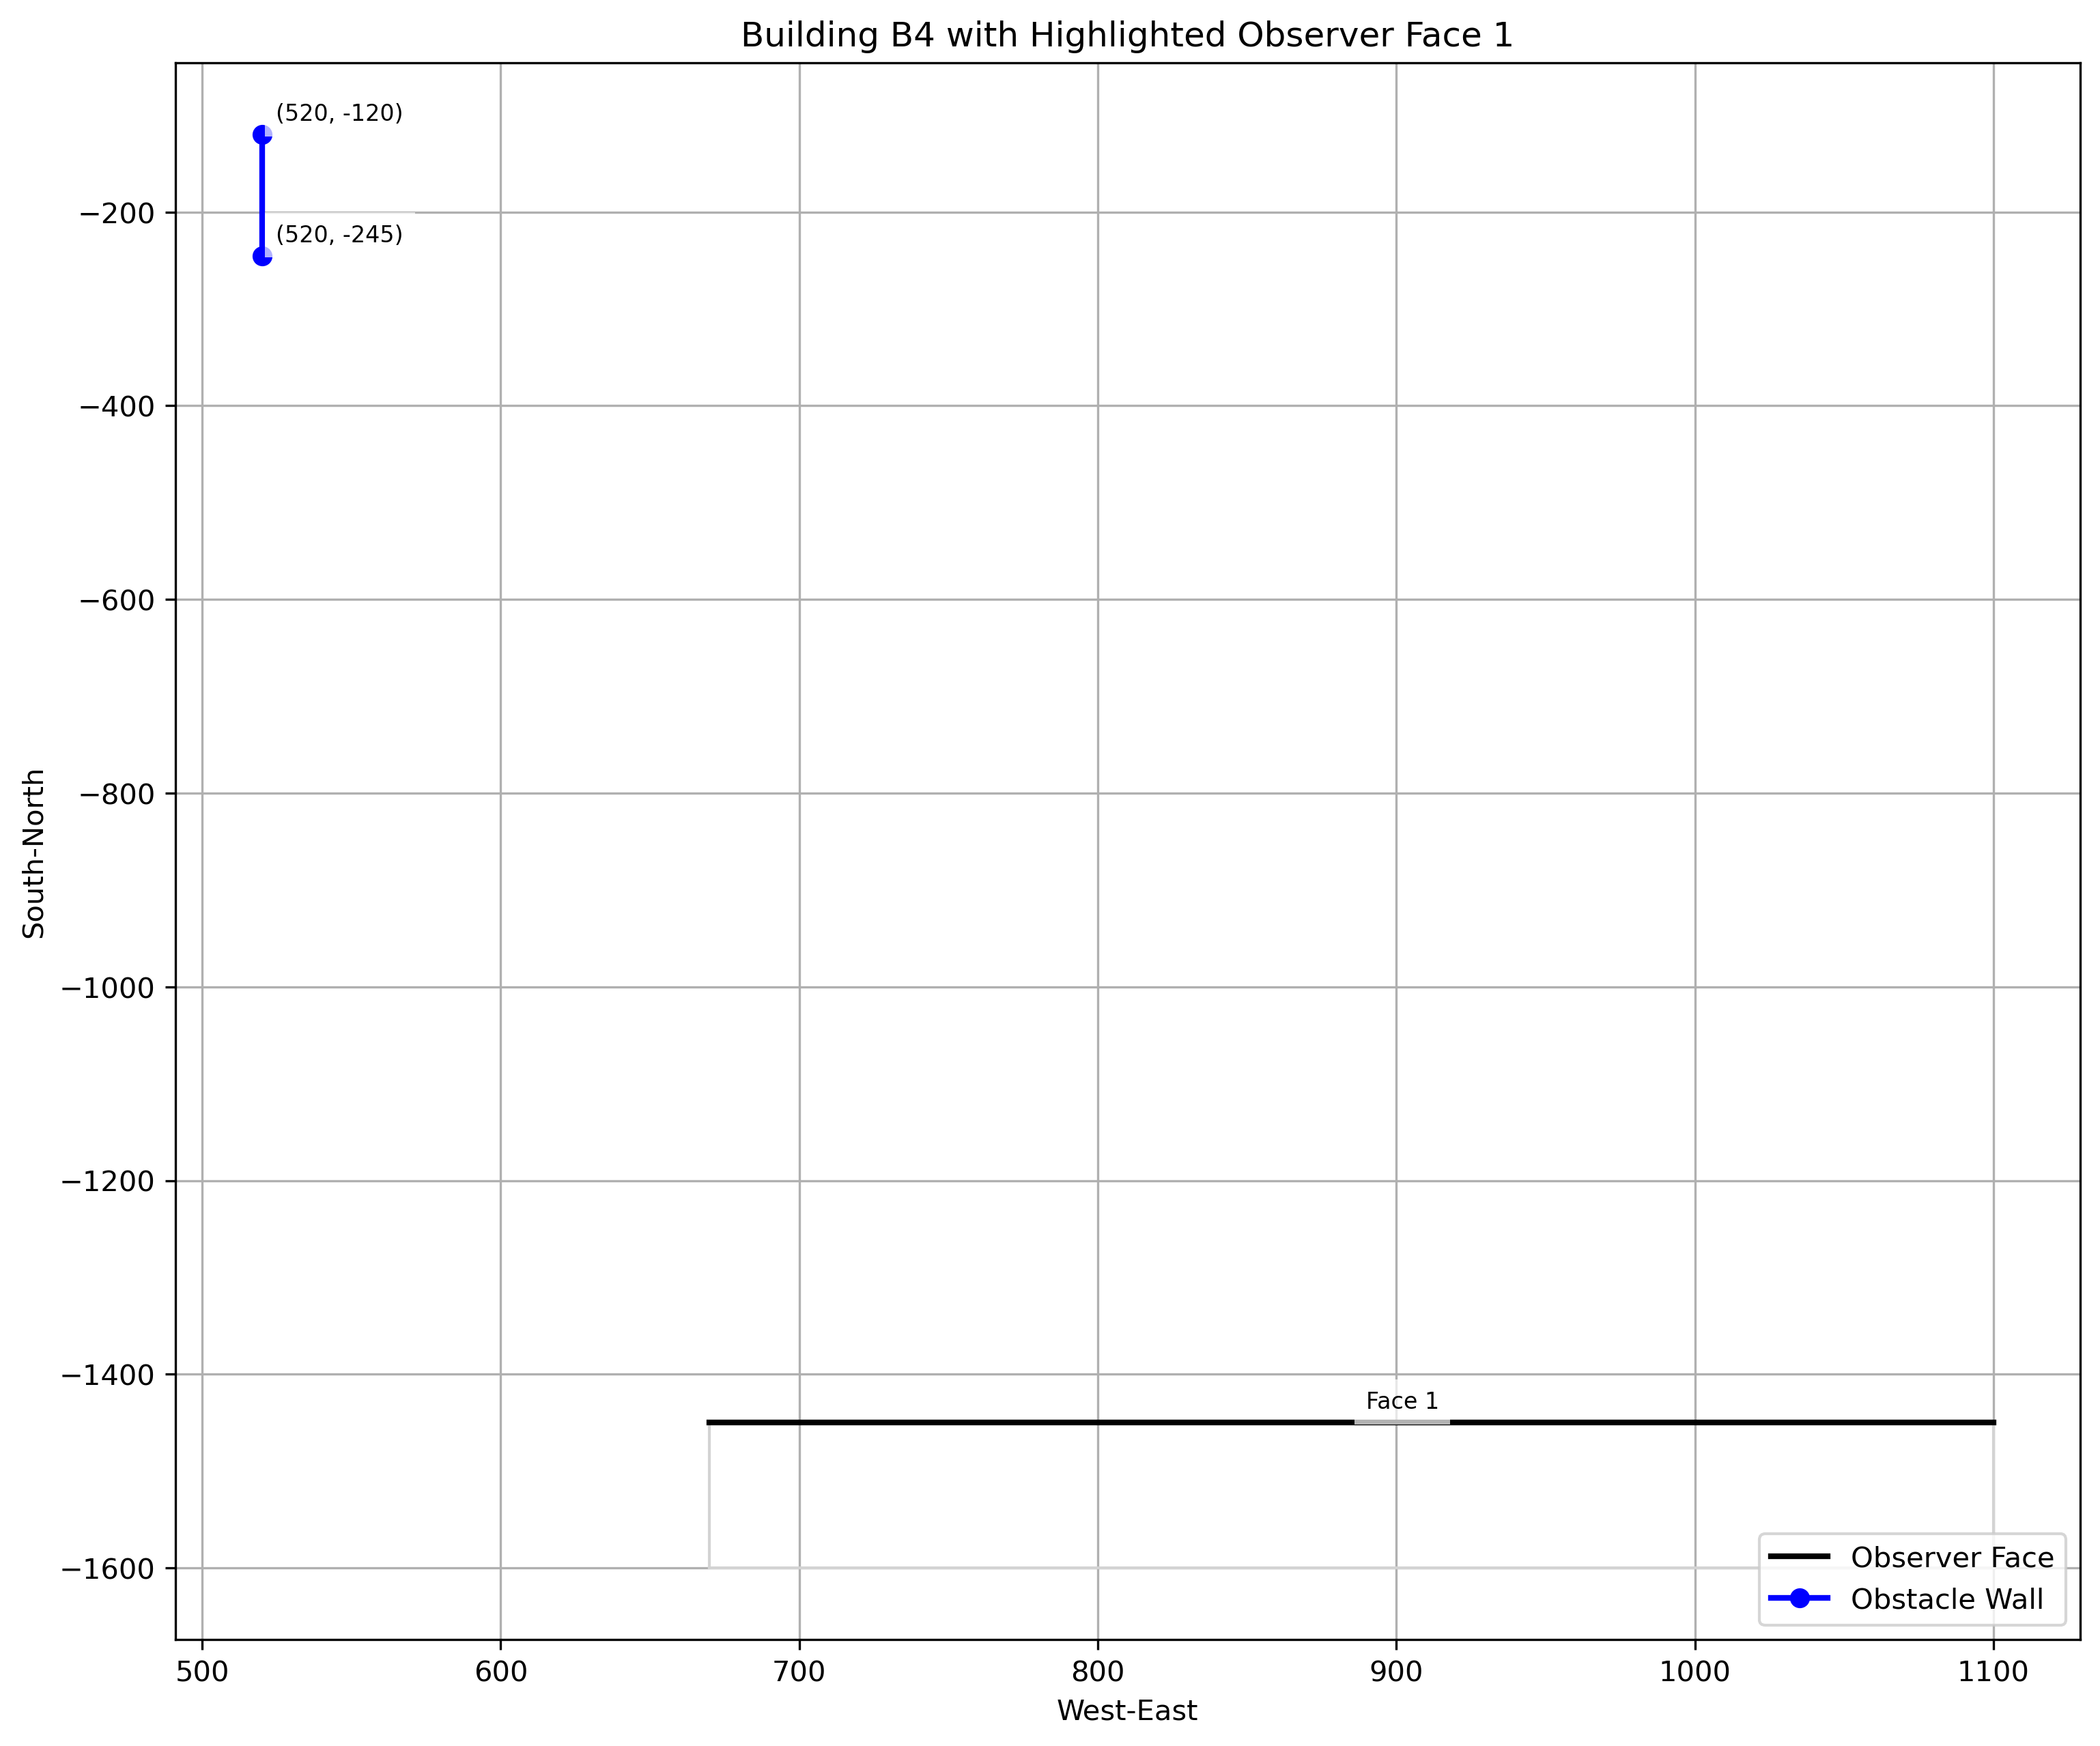 Building B4 with Highlighted Observer Face 1
(520, -120)
(520, -245)
−200
−400
−600
−800
−1000
−1200
−1400
−1600
South-North
Face 1
Observer Face
Obstacle Wall
500 600 700 800 900 1000 1100
West-East